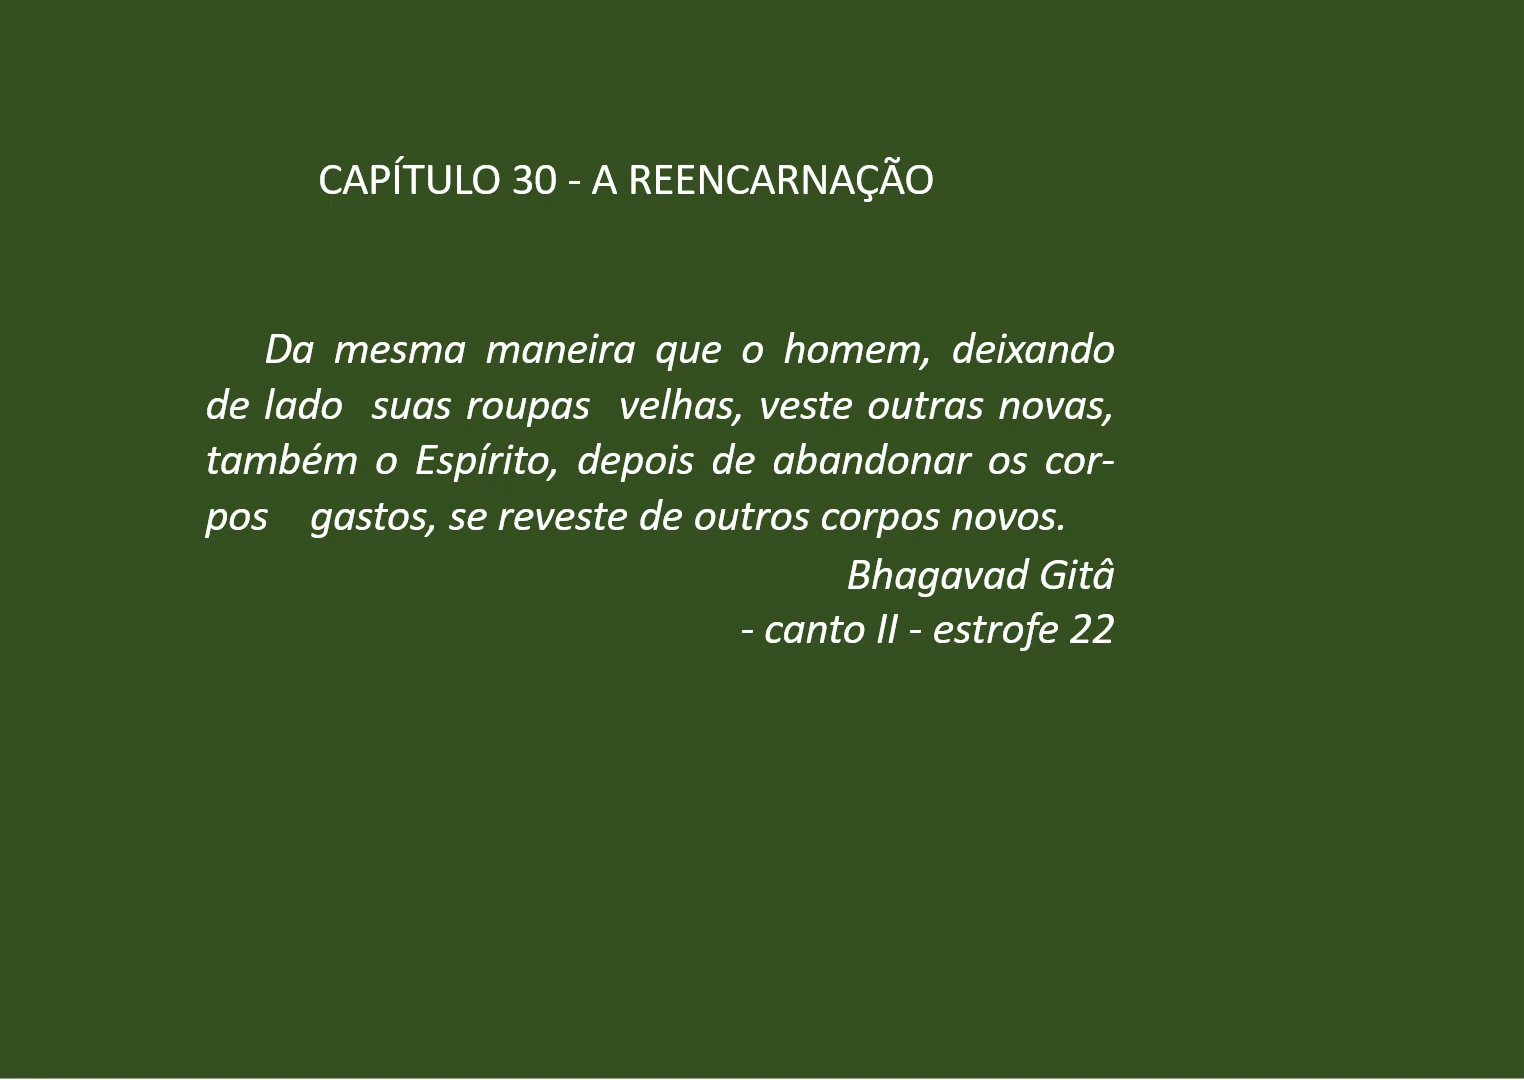 CAPÍTULO 30 - A REENCARNAÇÃO
Da mesma maneira que o homem, deixando
de lado suas roupas velhas, veste outras novas,
também o Espírito, depois de abandonar os cor-
pos gastos, se reveste de outros corpos novos.
Bhagavad Gitâ
- canto II - estrofe 22